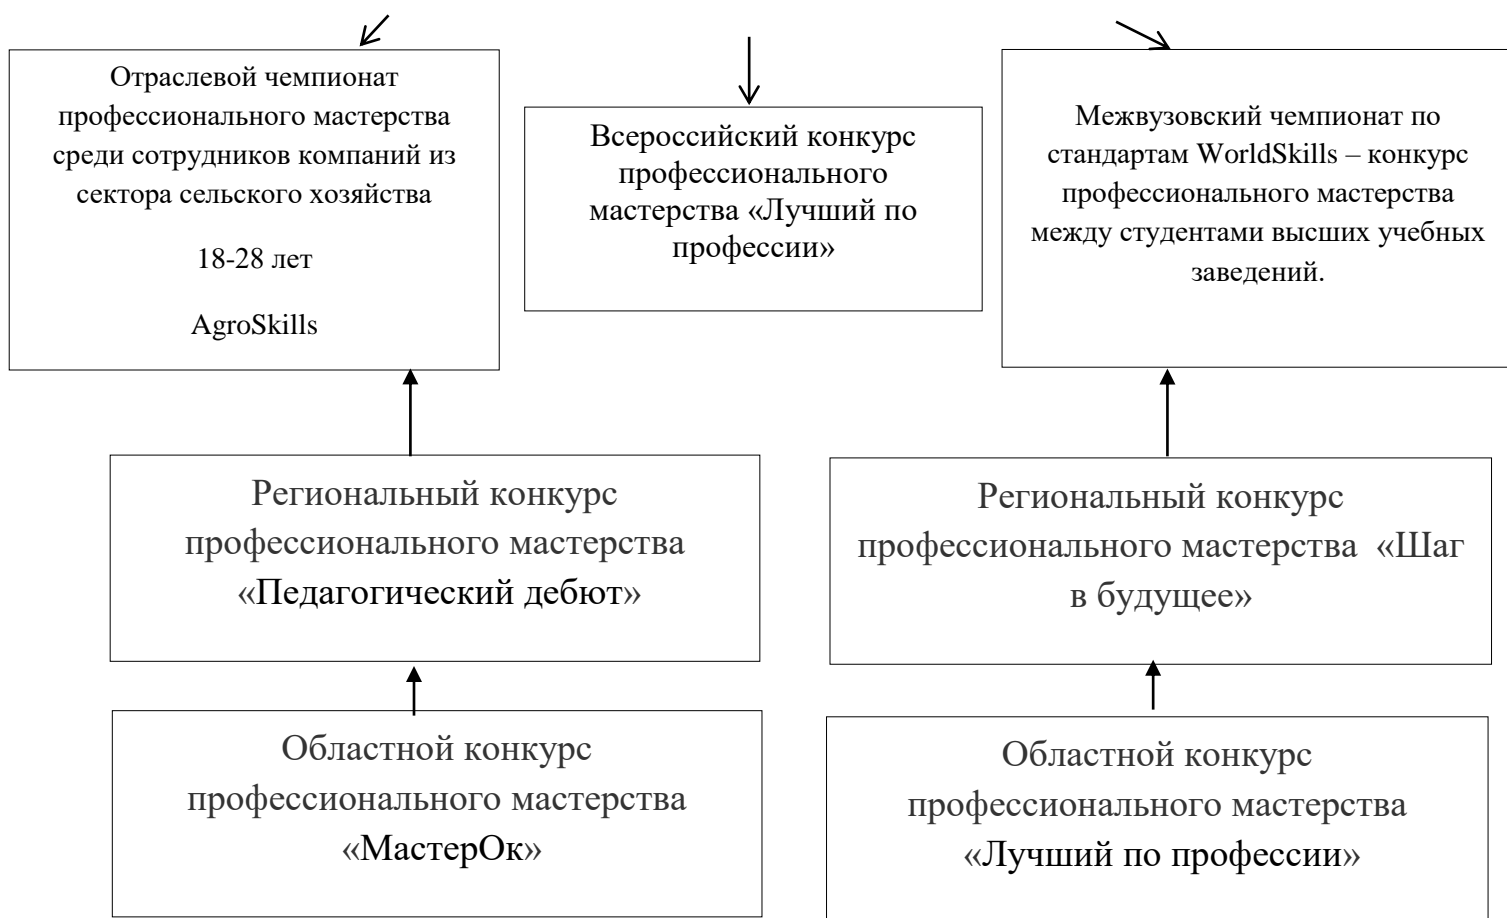 Отраслевой чемпионат
профессионального мастерства
среди сотрудников компаний из
сектора сельского хозяйства
18-28 лет
AgroSkills
Всероссийский конкурс
профессионального
мастерства «Лучший по
профессии»
Межвузовский чемпионат по
стандартам WorldSkills – конкурс
профессионального мастерства
между студентами высших учебных
заведений.
Региональный конкурс
профессионального мастерства
«Педагогический дебют»
Региональный конкурс
профессионального мастерства «Шаг
в будущее»
Областной конкурс
профессионального мастерства
«МастерОк»
Областной конкурс
профессионального мастерства
«Лучший по профессии»